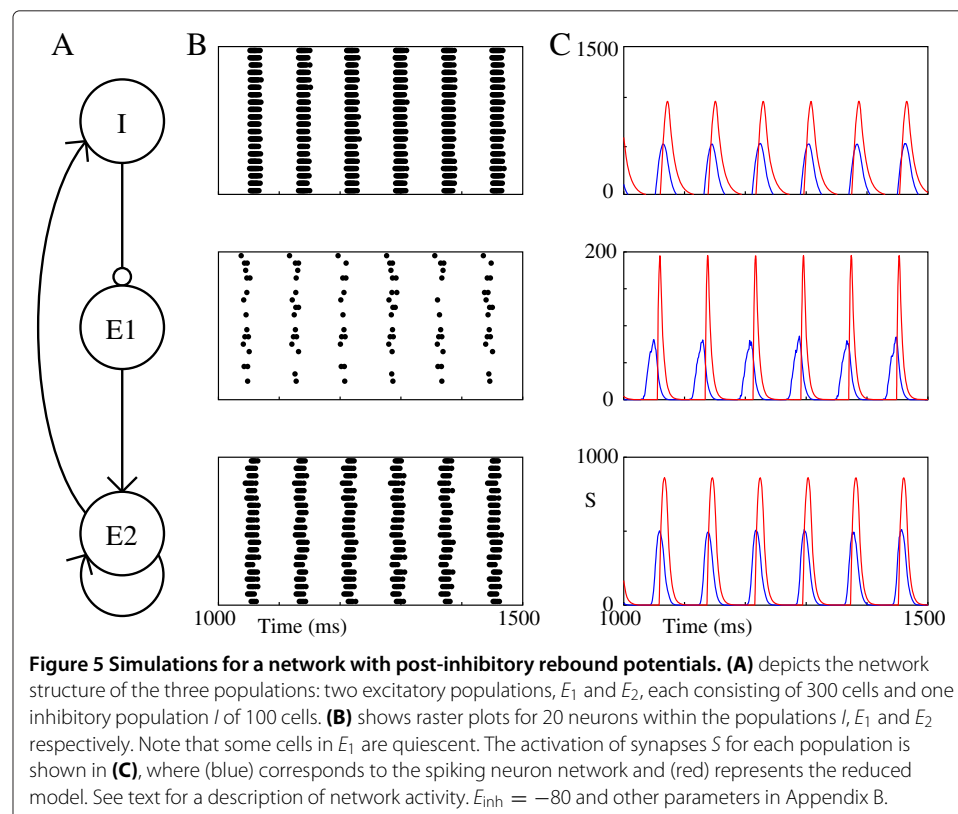 A
B
C
I
E1
E2
1500
0
200
0
1000
S
0
1000
Time (ms)
1500
1000
Time (ms)
1500
Figure 5 Simulations for a network with post-inhibitory rebound potentials. (A) depicts the network
structure of the three populations: two excitatory populations, E₁ and E₂, each consisting of 300 cells and one
inhibitory population I of 100 cells. (B) shows raster plots for 20 neurons within the populations I, E₁ and E₂
respectively. Note that some cells in E₁ are quiescent. The activation of synapses S for each population is
shown in (C), where (blue) corresponds to the spiking neuron network and (red) represents the reduced
model. See text for a description of network activity. Eᵢₙₕ = −80 and other parameters in Appendix B.